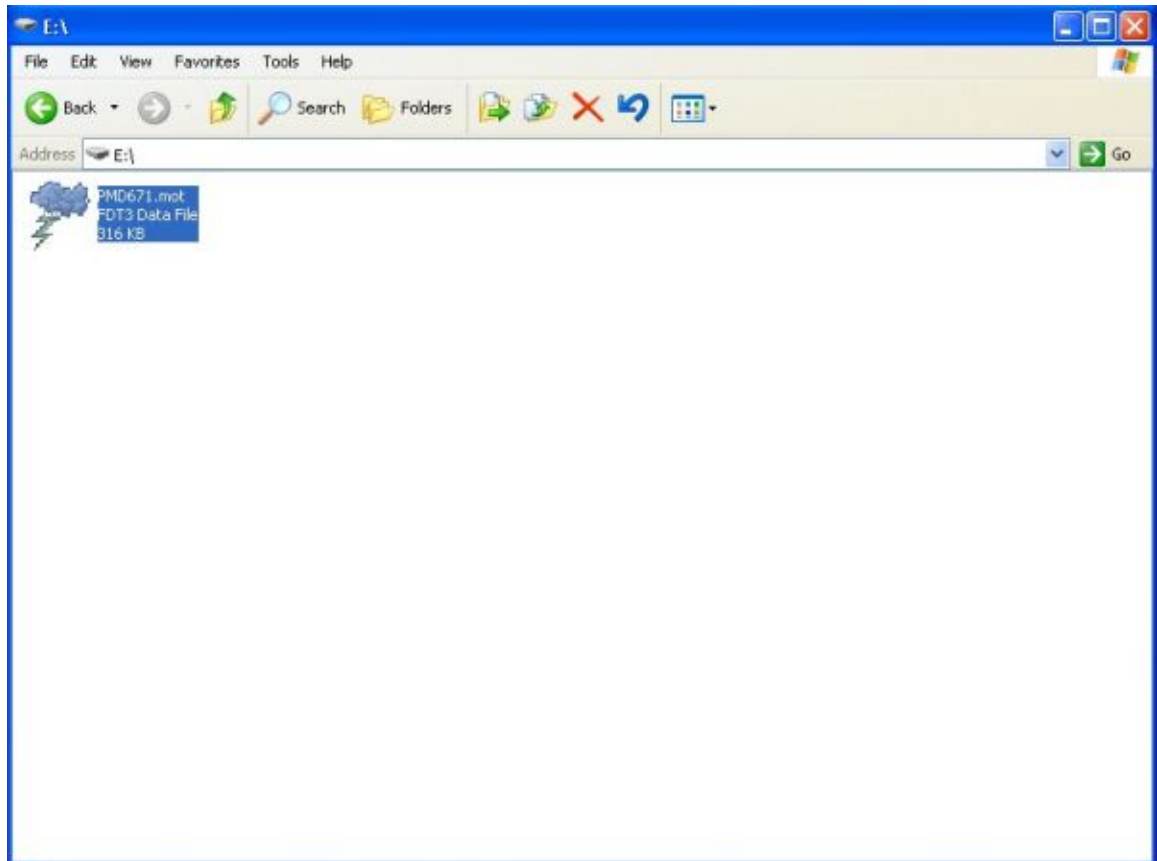 E:\
File Edit View Favorites Tools Help
Back Search Folders
Address E:\ Go
PMD671.mot
FDT3 Data File
316 KB